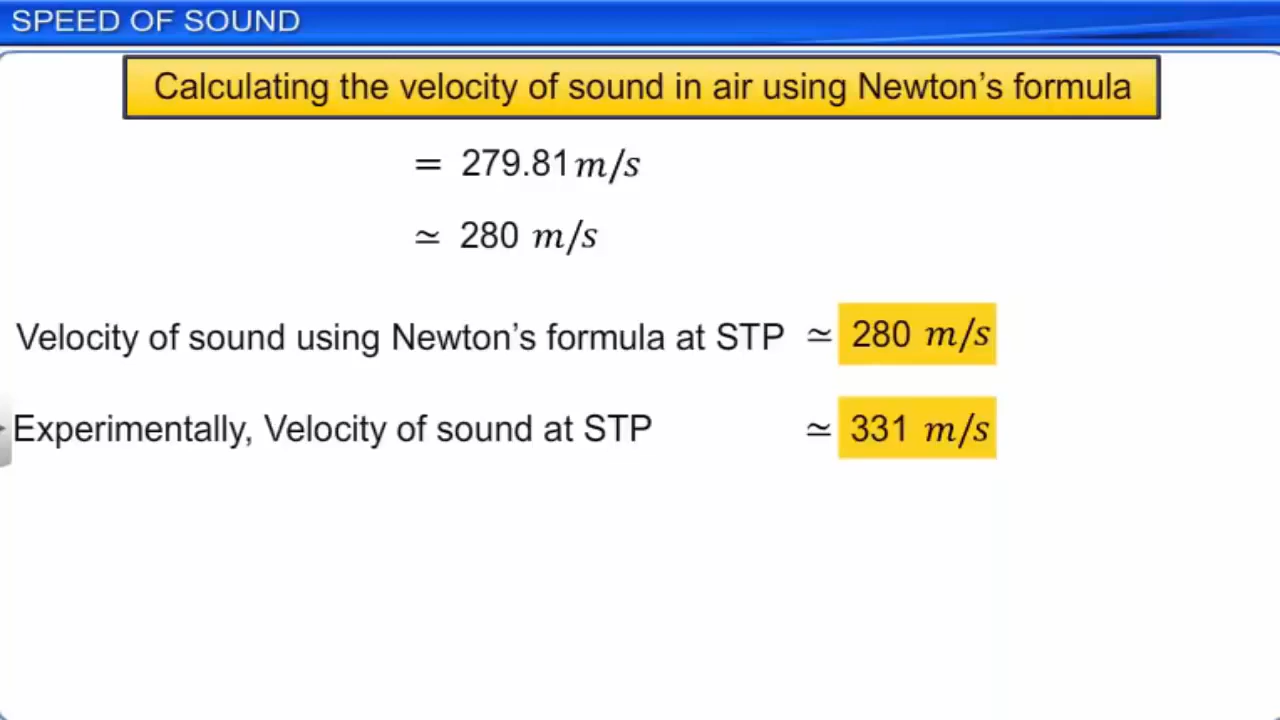 SPEED OF SOUND
Calculating the velocity of sound in air using Newton’s formula
= 279.81 m/s
≃ 280 m/s
Velocity of sound using Newton’s formula at STP ≃ 280 m/s
Experimentally, Velocity of sound at STP ≃ 331 m/s